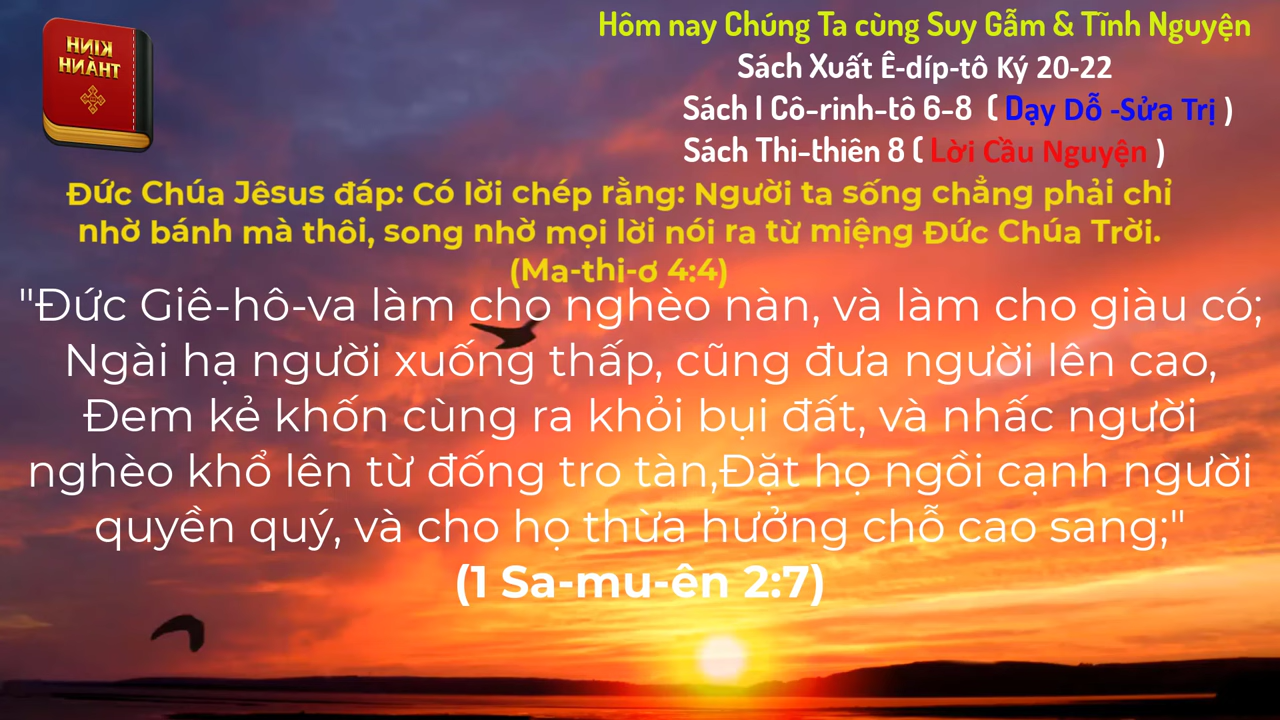 KINH
THÀNH
Hôm nay Chúng Ta cùng Suy Gẫm & Tĩnh Nguyện
Sách Xuất Ê-díp-tô Ký 20-22
Sách I Cô-rinh-tô 6-8 ( Dạy Dỗ -Sửa Trị )
Sách Thi-thiên 8 ( Lời Cầu Nguyện )
Đức Chúa Jêsus đáp: Có lời chép rằng: Người ta sống chẳng phải chỉ
nhờ bánh mà thôi, song nhờ mọi lời nói ra từ miệng Đức Chúa Trời.
(Ma-thi-ơ 4:4)
"Đức Giê-hô-va làm cho nghèo nàn, và làm cho giàu có;
Ngài hạ người xuống thấp, cũng đưa người lên cao,
Đem kẻ khốn cùng ra khỏi bụi đất, và nhấc người
nghèo khổ lên từ đống tro tàn,Đặt họ ngồi cạnh người
quyền quý, và cho họ thừa hưởng chỗ cao sang;"
(1 Sa-mu-ên 2:7)